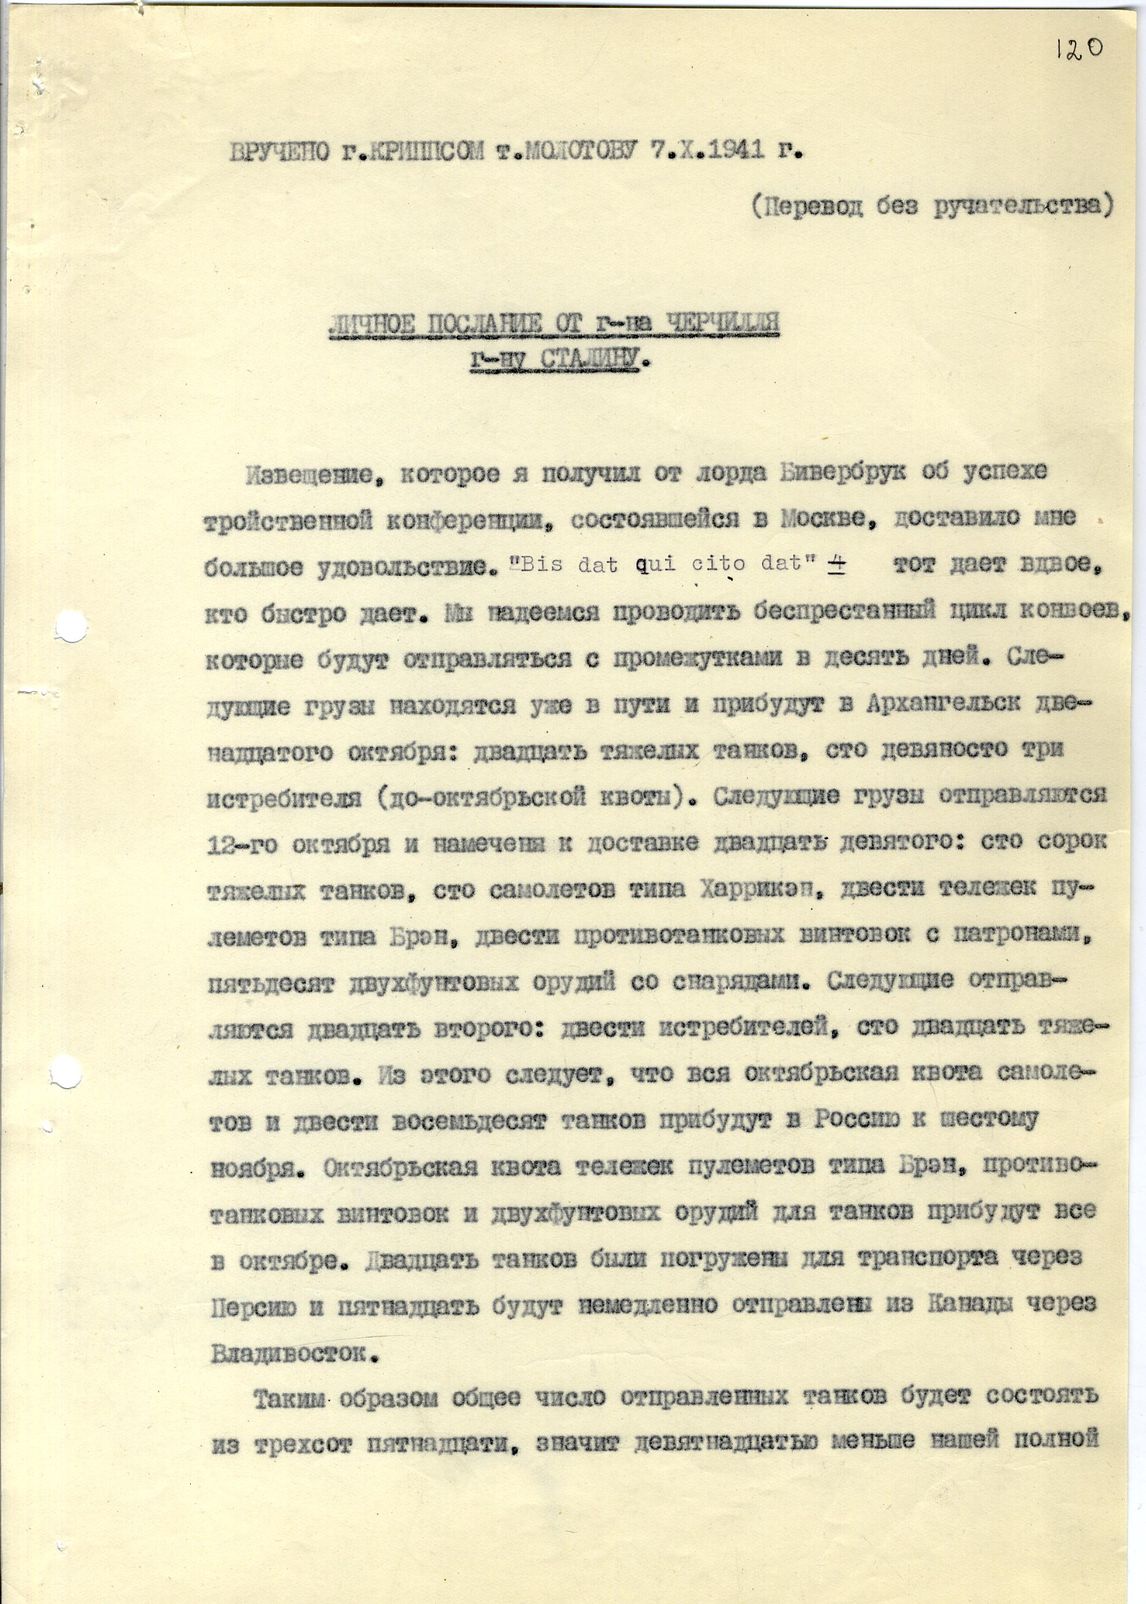 120
ВРУЧЕНО г.КРИППСОМ т.МОЛОТОВУ 7.X.1941 г.
(Перевод без ручательства)
ЛИЧНОЕ ПОСЛАНИЕ ОТ г-на ЧЕРЧИЛЛЯ
г-ну СТАЛИНУ.
Извещение, которое я получил от лорда Бивербрук об успехе
тройственной конференции, состоявшейся в Москве, доставило мне
большое удовольствие. "Bis dat qui cito dat" тот дает вдвое,
кто быстро дает. Мы надеемся проводить беспрестанный цикл конвоев,
которые будут отправляться с промежутками в десять дней. Сле-
дующие грузы находятся уже в пути и прибудут в Архангельск две-
надцатого октября: двадцать тяжелых танков, сто девяносто три
истребителя (до-октябрьской квоты). Следующие грузы отправляются
12-го октября и намечены к доставке двадцать девятого: сто сорок
тяжелых танков, сто самолетов типа Харрикэн, двести тележек пу-
леметов типа Брэн, двести противотанковых винтовок с патронами,
пятьдесят двухфунтовых орудий со снарядами. Следующие отправ-
ляются двадцать второго: двести истребителей, сто двадцать тяже-
лых танков. Из этого следует, что вся октябрьская квота самоле-
тов и двести восемьдесят танков прибудут в Россию к шестому
ноября. Октябрьская квота тележек пулеметов типа Брэн, противо-
танковых винтовок и двухфунтовых орудий для танков прибудут все
в октябре. Двадцать танков были погружены для транспорта через
Персию и пятнадцать будут немедленно отправлены из Канады через
Владивосток.
Таким образом общее число отправленных танков будет состоять
из трехсот пятнадцати, значит девятнадцатью меньше нашей полной